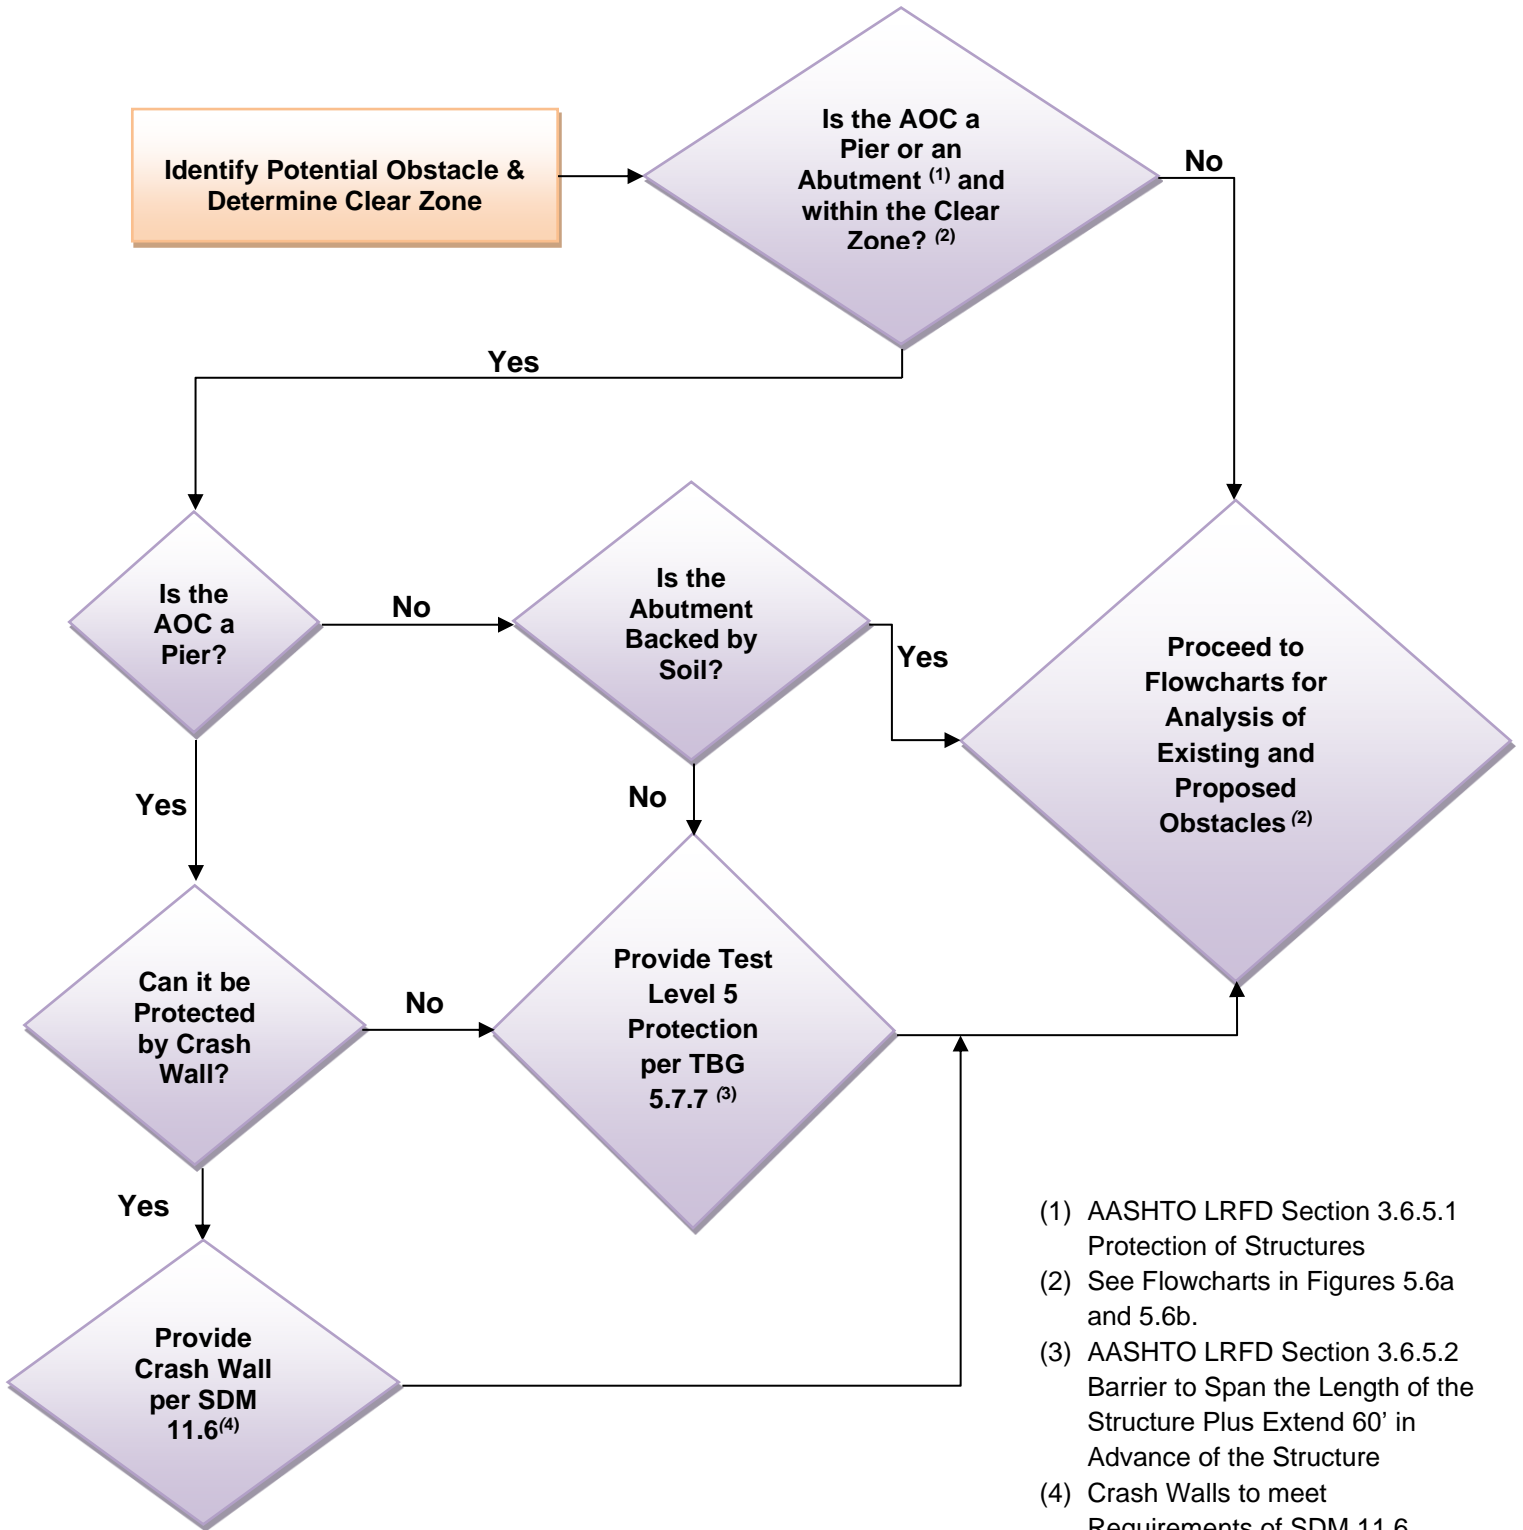 Identify Potential Obstacle &
Determine Clear Zone
Is the AOC a
Pier or an
Abutment (1) and
within the Clear
Zone? (2)
No
Yes
Is the
AOC a
Pier?
No
Is the
Abutment
Backed by
Soil?
Yes
Proceed to
Flowcharts for
Analysis of
Existing and
Proposed
Obstacles (2)
Yes
No
Can it be
Protected
by Crash
Wall?
No
Provide Test
Level 5
Protection
per TBG
5.7.7 (3)
Yes
Provide
Crash Wall
per SDM
11.6(4)
(1) AASHTO LRFD Section 3.6.5.1
Protection of Structures
(2) See Flowcharts in Figures 5.6a
and 5.6b.
(3) AASHTO LRFD Section 3.6.5.2
Barrier to Span the Length of the
Structure Plus Extend 60’ in
Advance of the Structure
(4) Crash Walls to meet
Requirements of SDM 11.6